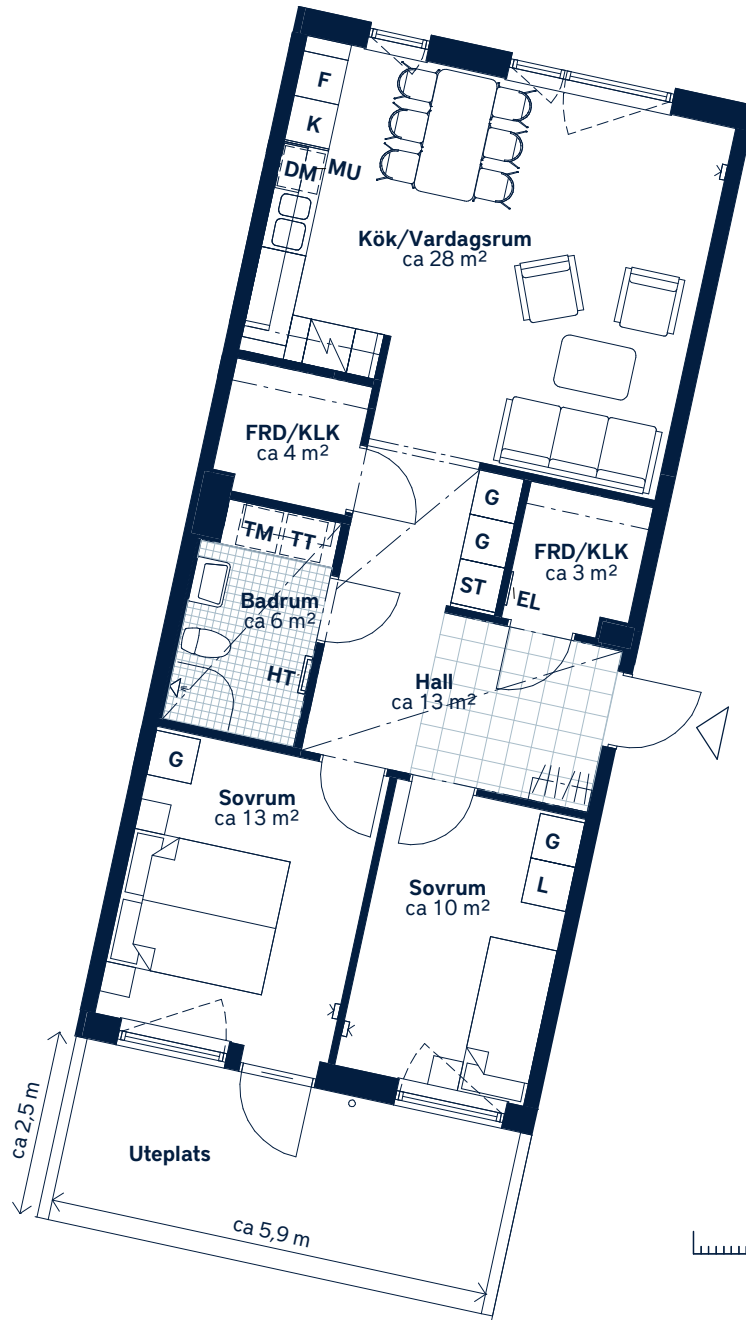 F
K
DM MU
Kök/Vardagsrum
ca 28 m²
FRD/KLK
ca 4 m²
G
G
ST
EL
FRD/KLK
ca 3 m²
TM TT
Badrum
ca 6 m²
HT
Hall
ca 13 m²
G
Sovrum
ca 13 m²
G
L
Sovrum
ca 10 m²
ca 2,5 m
Uteplats
ca 5,9 m